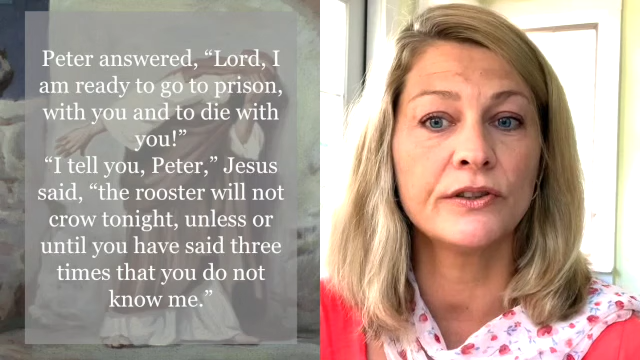 Peter answered, “Lord, I
am ready to go to prison,
with you and to die with
you!”
“I tell you, Peter,” Jesus
said, “the rooster will not
crow tonight, unless or
until you have said three
times that you do not
know me.”